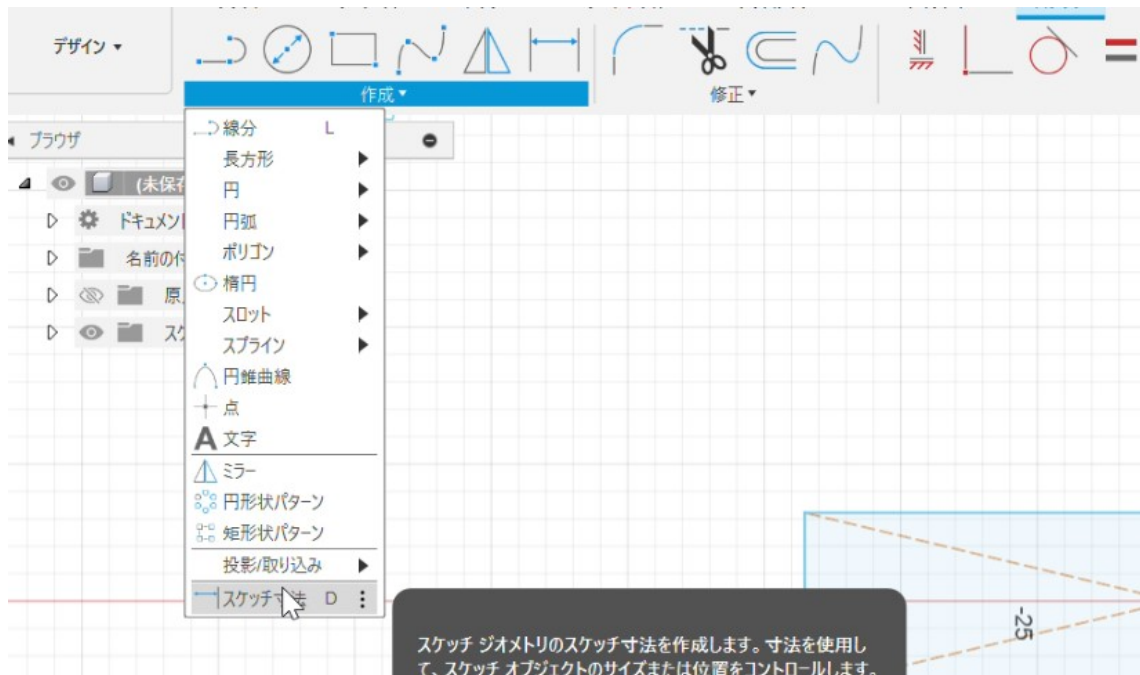 デザイン ▾
作成 ▾
修正 ▾
ブラウザ
(未保存
ドキュメン
名前の付
原
スケ
線分 L
長方形
円
円弧
ポリゴン
楕円
スロット
スプライン
円錐曲線
点
A 文字
ミラー
円形状パターン
矩形状パターン
投影/取り込み
スケッチ寸法 D
スケッチ ジオメトリのスケッチ寸法を作成します。寸法を使用し
て、スケッチ オブジェクトのサイズまたは位置をコントロールします。
-25